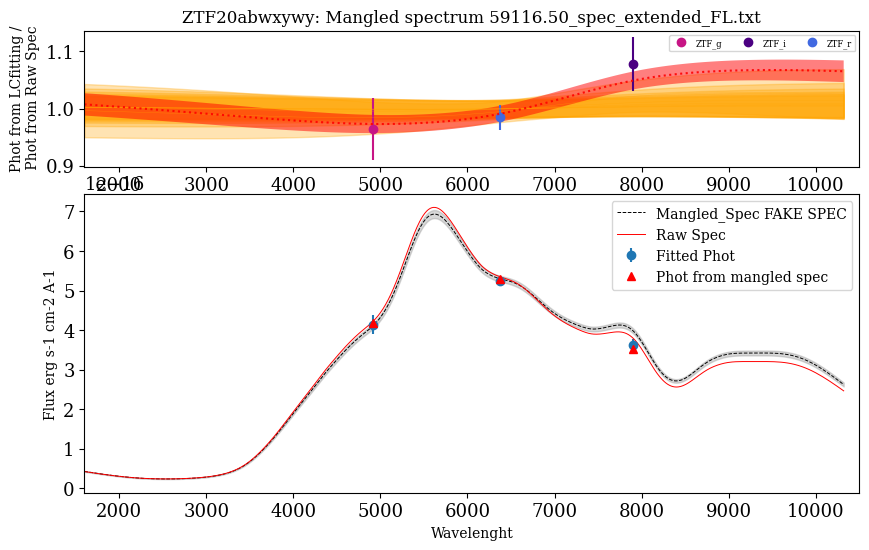 ZTF20abwxywy: Mangled spectrum 59116.50_spec_extended_FL.txt
Phot from LCfitting /
Phot from Raw Spec
1.1
1.0
0.9
ZTF_g
ZTF_i
ZTF_r
2000 3000 4000 5000 6000 7000 8000 9000 10000
1e−16
Flux erg s-1 cm-2 A-1
7
6
5
4
3
2
1
0
Mangled_Spec FAKE SPEC
Raw Spec
Fitted Phot
Phot from mangled spec
2000 3000 4000 5000 6000 7000 8000 9000 10000
Wavelenght